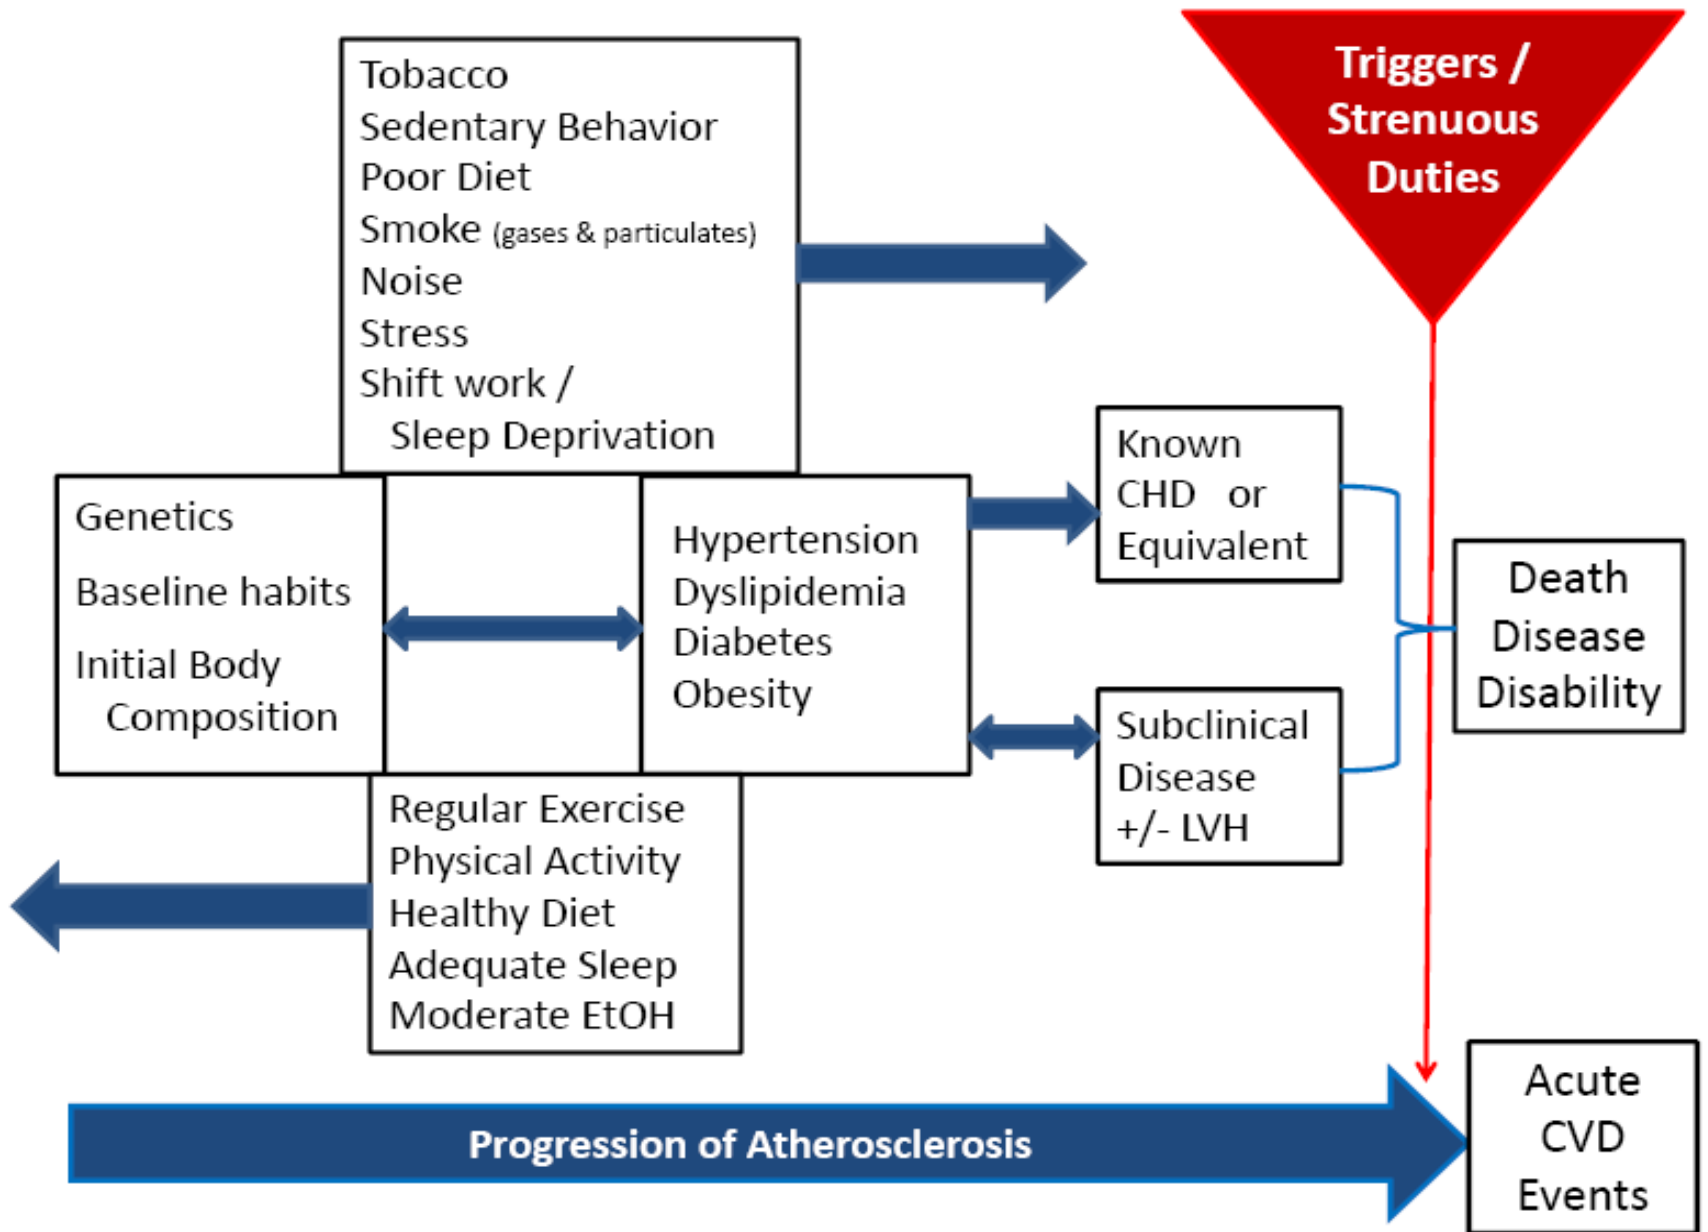 Tobacco
Sedentary Behavior
Poor Diet
Smoke (gases & particulates)
Noise
Stress
Shift work /
Sleep Deprivation
Triggers /
Strenuous
Duties
Genetics
Baseline habits
Initial Body
Composition
Hypertension
Dyslipidemia
Diabetes
Obesity
Known
CHD or
Equivalent
Subclinical
Disease
+/- LVH
Death
Disease
Disability
Regular Exercise
Physical Activity
Healthy Diet
Adequate Sleep
Moderate EtOH
Progression of Atherosclerosis
Acute
CVD
Events